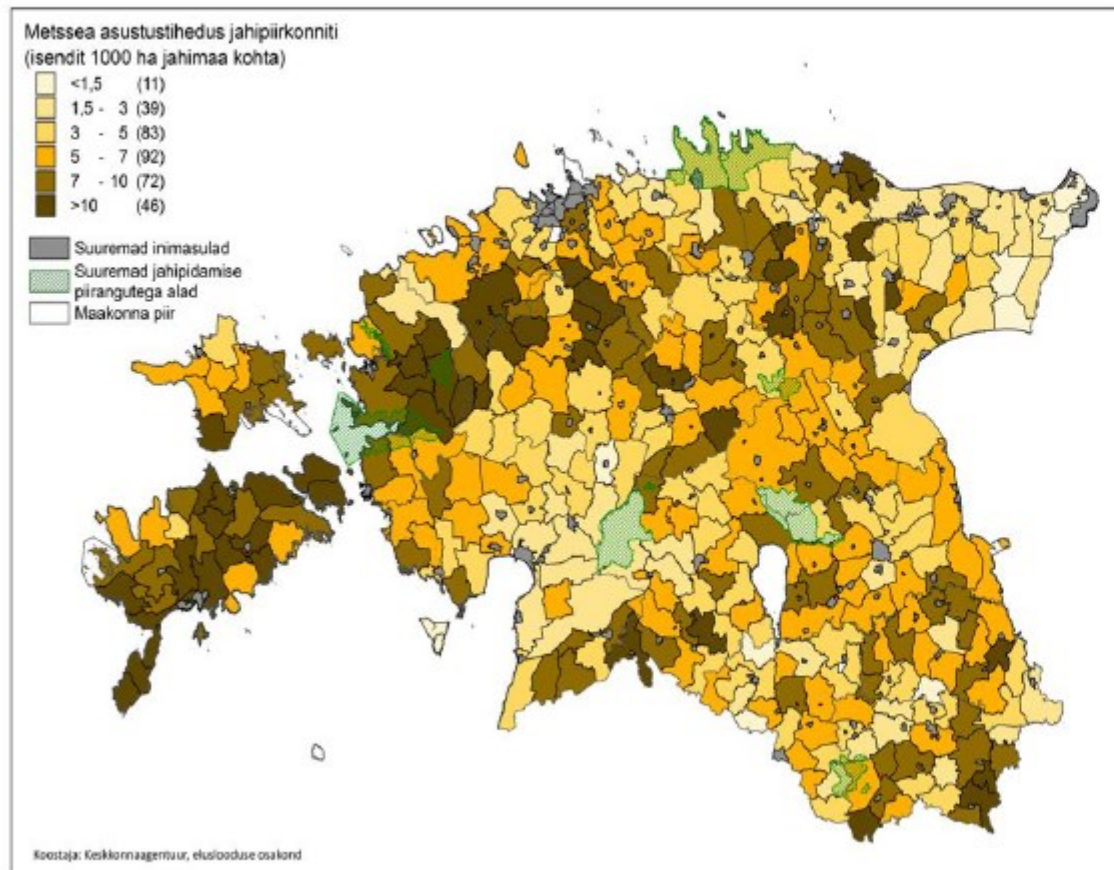 Metssea asustustihedus jahipiirkonniti
(isendit 1000 ha jahimaa kohta)
<1,5 (11)
1,5 - 3 (39)
3 - 5 (83)
5 - 7 (92)
7 - 10 (72)
>10 (46)
Suuremad inimasulad
Suuremad jahipidamise
piirangutega alad
Maakonna piir
Koostaja: Keskkonnaagentuur, eluslooduse osakond